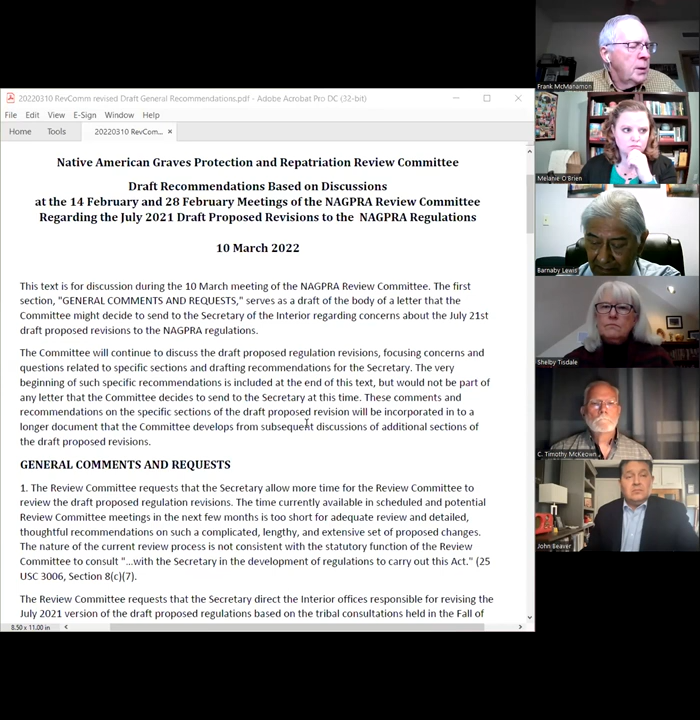 20220310 RevComm revised Draft General Recommendations.pdf - Adobe Acrobat Pro DC (32-bit)
File Edit View E-Sign Window Help
Home Tools 20220310 RevCom... ×
Native American Graves Protection and Repatriation Review Committee
Draft Recommendations Based on Discussions
at the 14 February and 28 February Meetings of the NAGPRA Review Committee
Regarding the July 2021 Draft Proposed Revisions to the NAGPRA Regulations
10 March 2022
This text is for discussion during the 10 March meeting of the NAGPRA Review Committee. The first
section, "GENERAL COMMENTS AND REQUESTS," serves as a draft of the body of a letter that the
Committee might decide to send to the Secretary of the Interior regarding concerns about the July 21st
draft proposed revisions to the NAGPRA regulations.
The Committee will continue to discuss the draft proposed regulation revisions, focusing concerns and
questions related to specific sections and drafting recommendations for the Secretary. The very
beginning of such specific recommendations is included at the end of this text, but would not be part of
any letter that the Committee decides to send to the Secretary at this time. These comments and
recommendations on the specific sections of the draft proposed revision will be incorporated in to a
longer document that the Committee develops from subsequent discussions of additional sections of
the draft proposed revisions.
GENERAL COMMENTS AND REQUESTS
1. The Review Committee requests that the Secretary allow more time for the Review Committee to
review the draft proposed regulation revisions. The time currently available in scheduled and potential
Review Committee meetings in the next few months is too short for adequate review and detailed,
thoughtful recommendations on such a complicated, lengthy, and extensive set of proposed changes.
The nature of the current review process is not consistent with the statutory function of the Review
Committee to consult "...with the Secretary in the development of regulations to carry out this Act." (25
USC 3006, Section 8(c)(7).
The Review Committee requests that the Secretary direct the Interior offices responsible for revising the
July 2021 version of the draft proposed regulations based on the tribal consultations held in the Fall of
8.50 x 11.00 in
Frank McManamon
Melanie O'Brien
Barnaby Lewis
Shelby Tisdale
C. Timothy McKeown
John Beaver